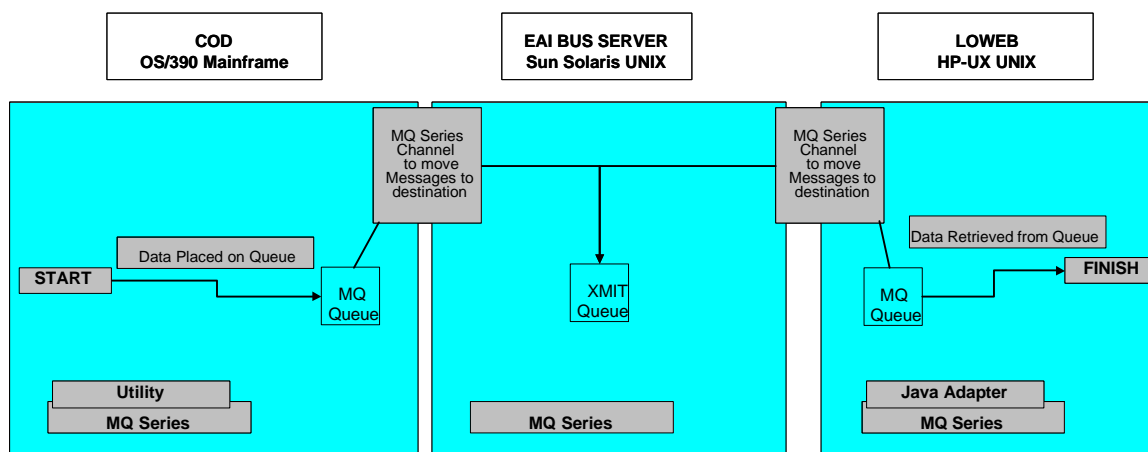 COD
OS/390 Mainframe
EAI BUS SERVER
Sun Solaris UNIX
LOWEB
HP-UX UNIX
MQ Series
Channel
to move
Messages to
destination
MQ Series
Channel
to move
Messages to
destination
Data Placed on Queue
START
MQ
Queue
XMIT
Queue
Data Retrieved from Queue
FINISH
MQ
Queue
Utility
MQ Series
MQ Series
Java Adapter
MQ Series